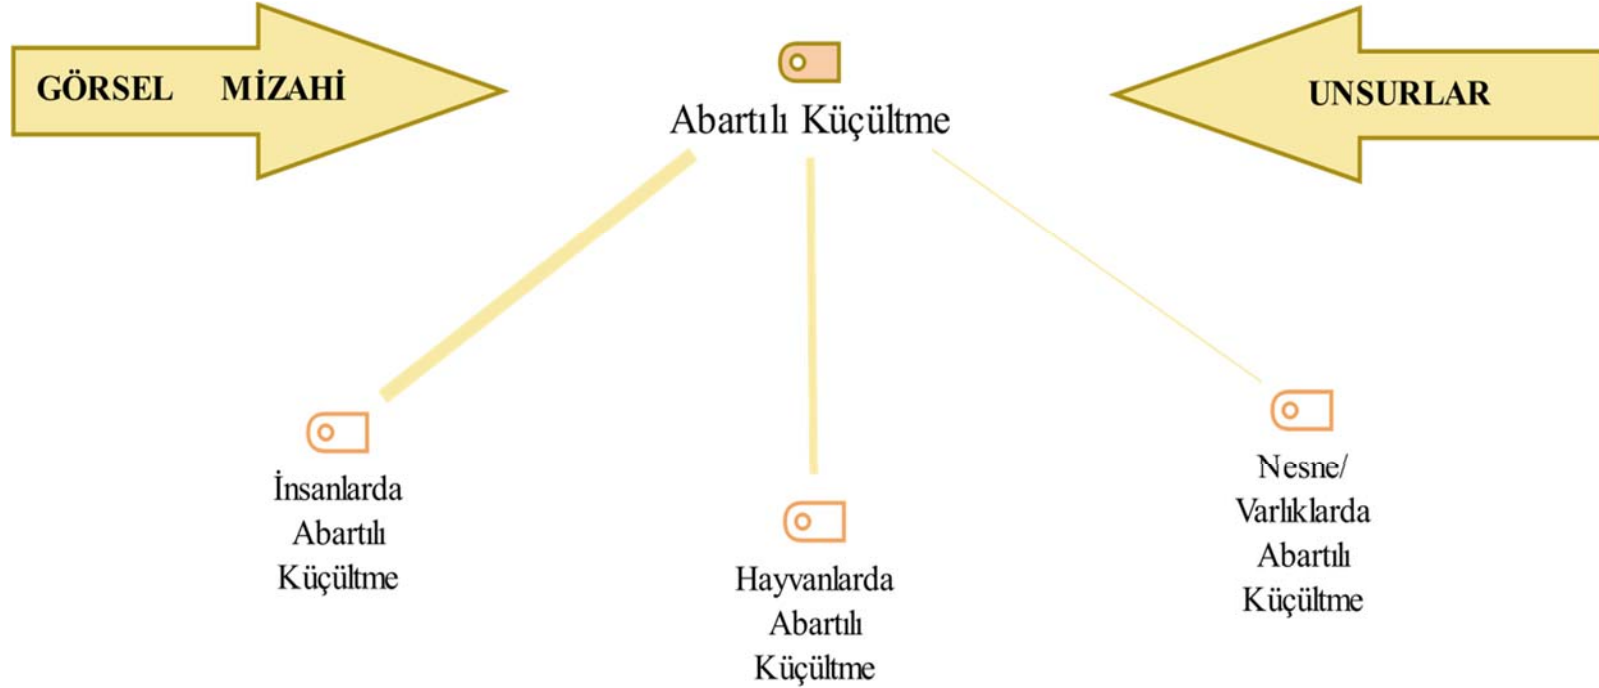 GÖRSEL MİZAHİ
UNSURLAR
Abartılı Küçültme
İnsanlarda
Abartılı
Küçültme
Hayvanlarda
Abartılı
Küçültme
Nesne/
Varlıklarda
Abartılı
Küçültme